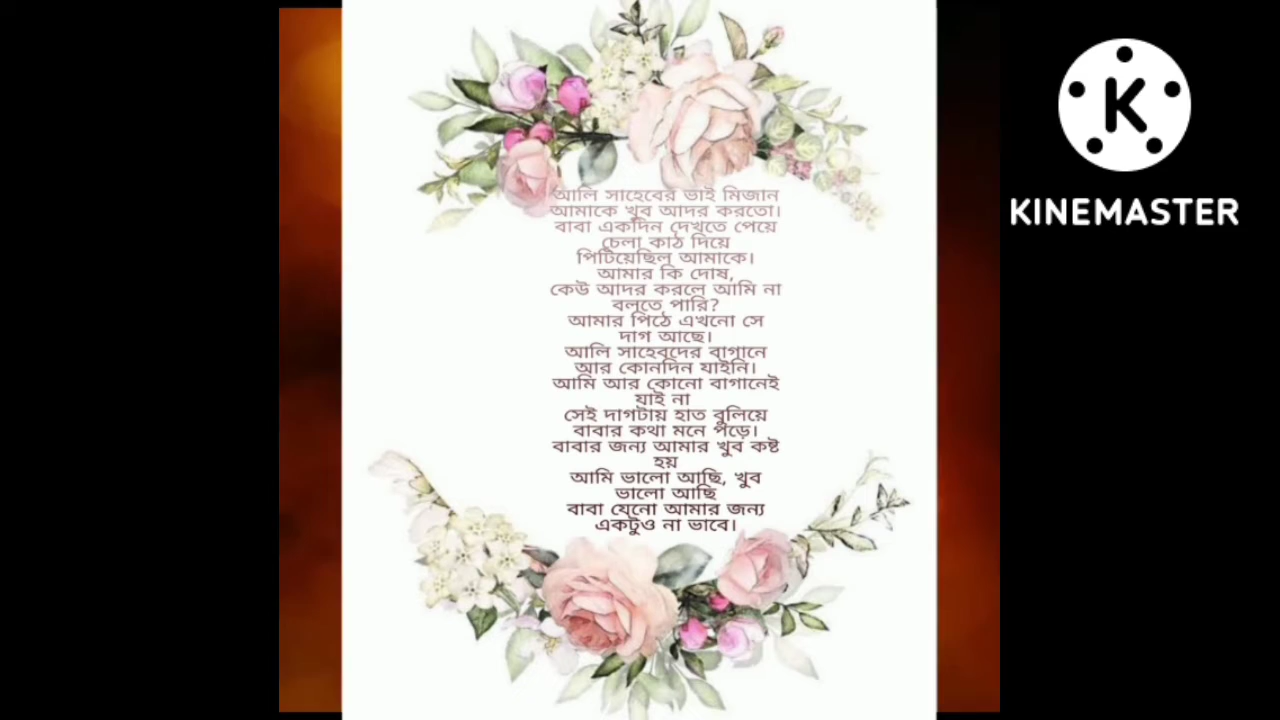 আলি সাহেবের ভাই মিজান
আমাকে খুব আদর করতো।
বাবা একদিন দেখতে পেয়ে
চেলা কাঠ দিয়ে
পিটিয়েছিল আমাকে।
আমার কি দোষ,
কেউ আদর করলে আমি না
বলতে পারি?
আমার পিঠে এখনো সে
দাগ আছে।
আলি সাহেবদের বাগানে
আর কোনদিন যাইনি।
আমি আর কোনো বাগানেই
যাই না
সেই দাগটায় হাত বুলিয়ে
বাবার কথা মনে পড়ে।
বাবার জন্য আমার খুব কষ্ট
হয়
আমি ভালো আছি, খুব
ভালো আছি
বাবা যেনো আমার জন্য
একটুও না ভাবে।
K
KINEMASTER